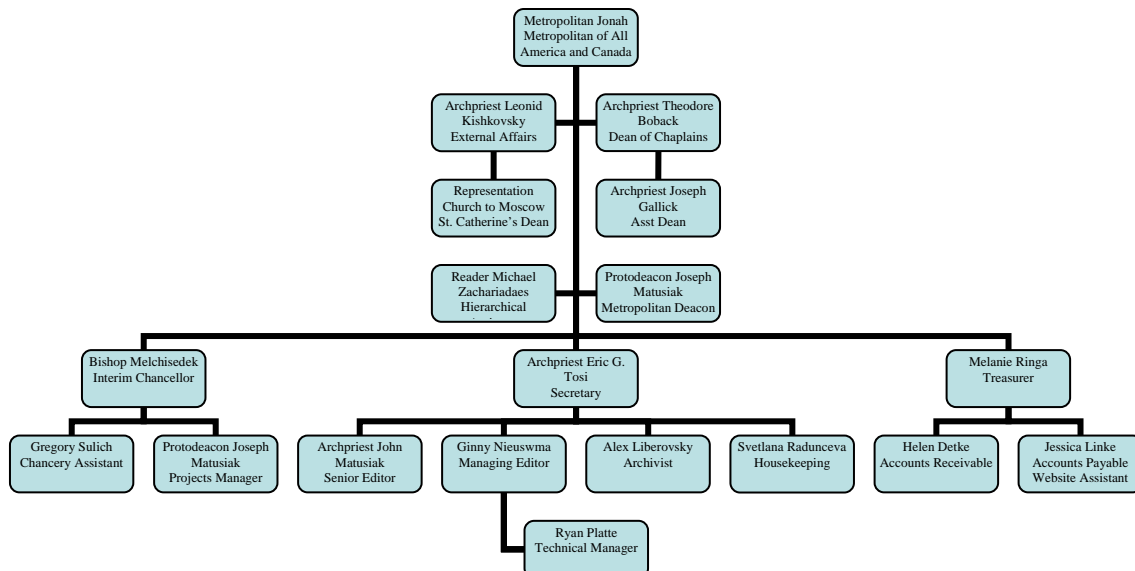 Metropolitan Jonah
Metropolitan of All
America and Canada
Archpriest Leonid
Kishkovsky
External Affairs
Archpriest Theodore
Boback
Dean of Chaplains
Representation
Church to Moscow
St. Catherine's Dean
Archpriest Joseph
Gallick
Asst Dean
Reader Michael
Zachariadaes
Hierarchical
Protodeacon Joseph
Matusiak
Metropolitan Deacon
Bishop Melchisedek
Interim Chancellor
Archpriest Eric G.
Tosi
Secretary
Melanie Ringa
Treasurer
Gregory Sulich
Chancery Assistant
Protodeacon Joseph
Matusiak
Projects Manager
Archpriest John
Matusiak
Senior Editor
Ginny Nieuswma
Managing Editor
Alex Liberovsky
Archivist
Svetlana Radunceva
Housekeeping
Helen Detke
Accounts Receivable
Jessica Linke
Accounts Payable
Website Assistant
Ryan Platte
Technical Manager